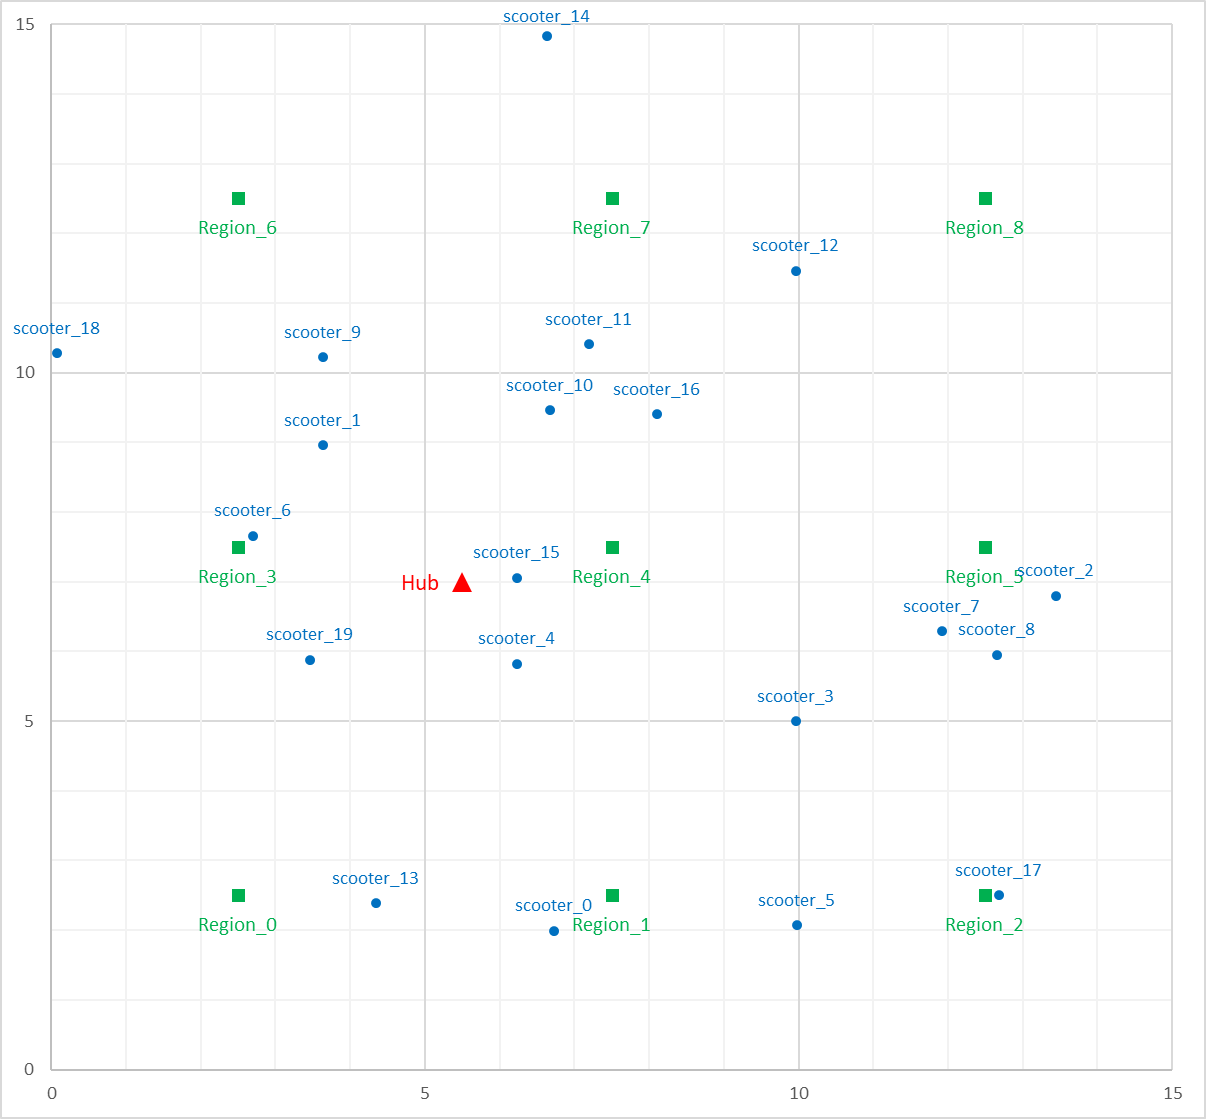 15
scooter_14
Region_6
Region_7
Region_8
scooter_12
scooter_18
scooter_9
scooter_11
10
scooter_10
scooter_16
scooter_1
scooter_6
scooter_15
Hub
Region_3
Region_4
Region_5
scooter_2
scooter_7
scooter_8
scooter_19
scooter_4
scooter_3
5
scooter_17
scooter_13
scooter_0
scooter_5
Region_0
Region_1
Region_2
0
0
5
10
15